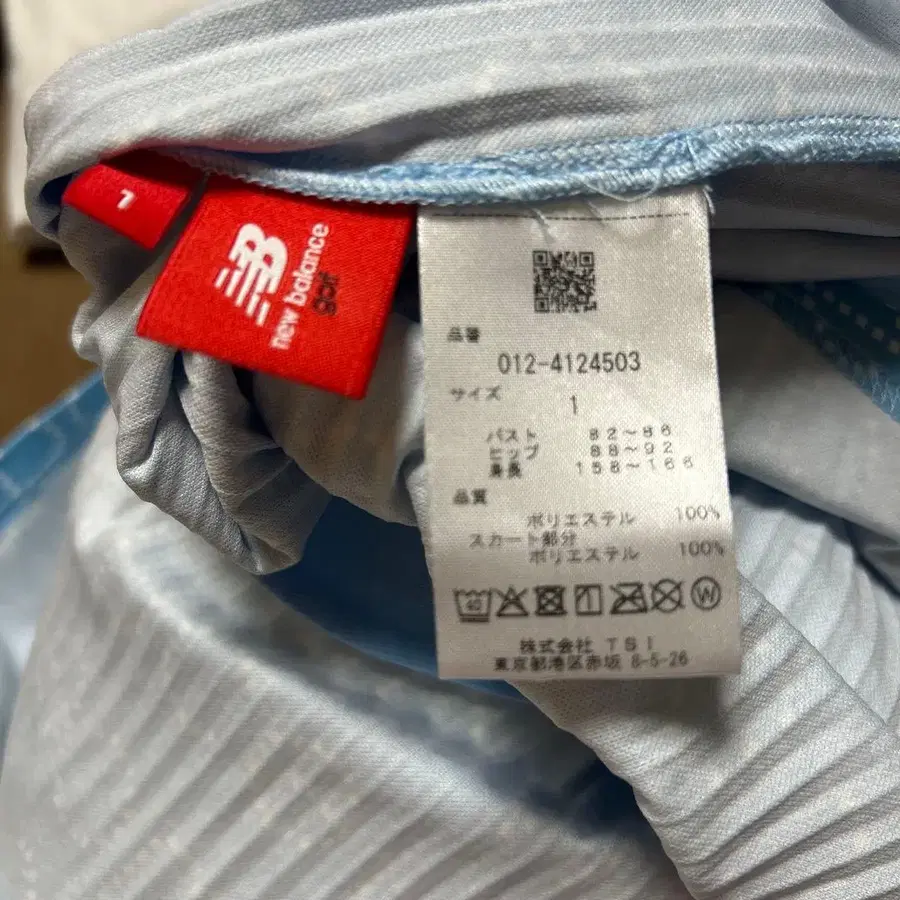 1
new balance
golf
品番
012-4124503
サイズ
1
バスト 82～86
ヒップ 88～92
身長 158～166
品質
ポリエステル 100%
スカート部分
ポリエステル 100%
40
W
株式会社 TSI
東京都港区赤坂 8-5-26